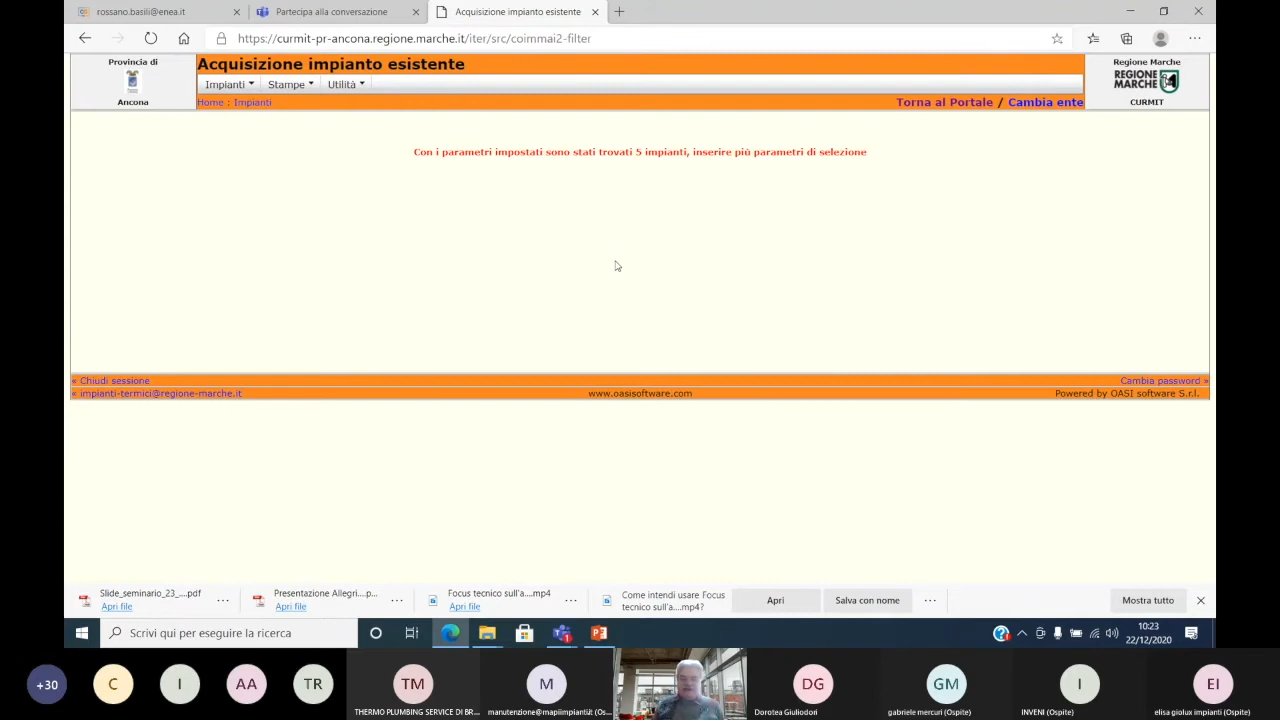 rossano.basili@enea.it
Partecipa alla conversazione
Acquisizione impianto esistente
https://curmit-pr-ancona.regione.marche.it/iter/src/coimmai2-filter
Provincia di
Ancona
Acquisizione impianto esistente
Impianti
Stampe
Utilità
Home : Impianti
Torna al Portale / Cambia ente
Regione Marche
REGIONE
MARCHE
CURMIT
Con i parametri impostati sono stati trovati 5 impianti, inserire più parametri di selezione
« Chiudi sessione
Cambia password »
« impianti-termici@regione-marche.it
www.oasisoftware.com
Powered by OASI software S.r.l.
Slide_seminario_23_....pdf
Apri file
Presentazione Allegri....p...
Apri file
Focus tecnico sull'a....mp4
Apri file
Come intendi usare Focus
tecnico sull'a....mp4?
Apri
Salva con nome
Mostra tutto
Scrivi qui per eseguire la ricerca
10:23
22/12/2020
+30
C
I
AA
TR
TM
THERMO PLUMBING SERVICE DI BR...
M
manutenzione@mapiimpianti.it (Os...
DG
Dorotea Giuliodori
GM
gabriele mercuri (Ospite)
I
INVENI (Ospite)
EI
elisa giolux impianti (Ospite)